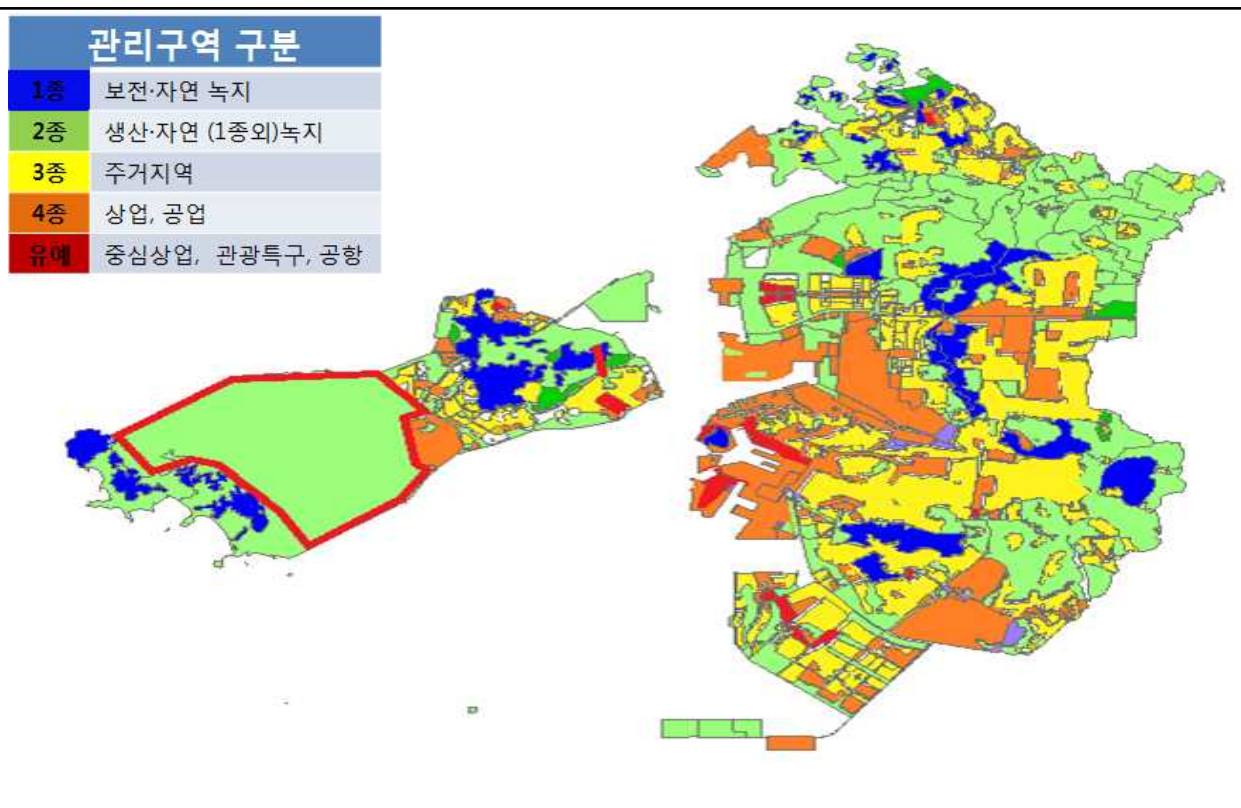 관리구역 구분
1종 보전·자연 녹지
2종 생산·자연 (1종외)녹지
3종 주거지역
4종 상업, 공업
유예 중심상업, 관광특구, 공항